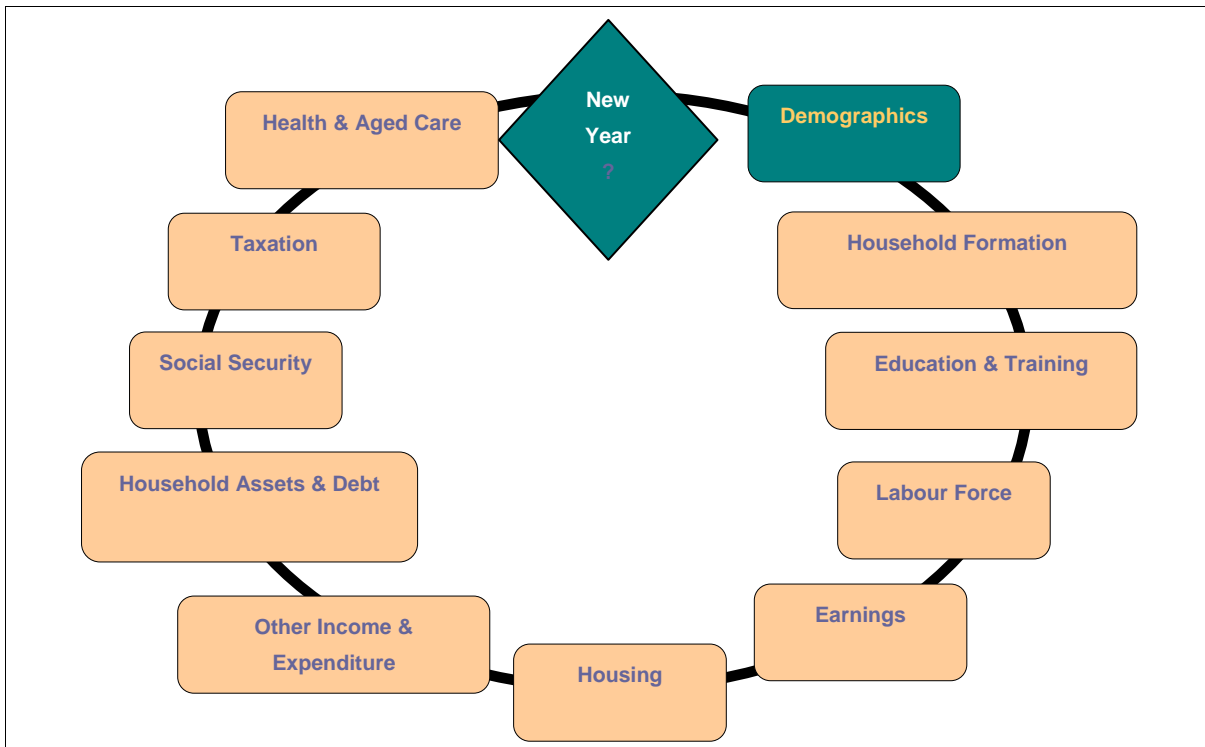 New
Year
?
Demographics
Household Formation
Education & Training
Labour Force
Earnings
Housing
Other Income &
Expenditure
Household Assets & Debt
Social Security
Taxation
Health & Aged Care